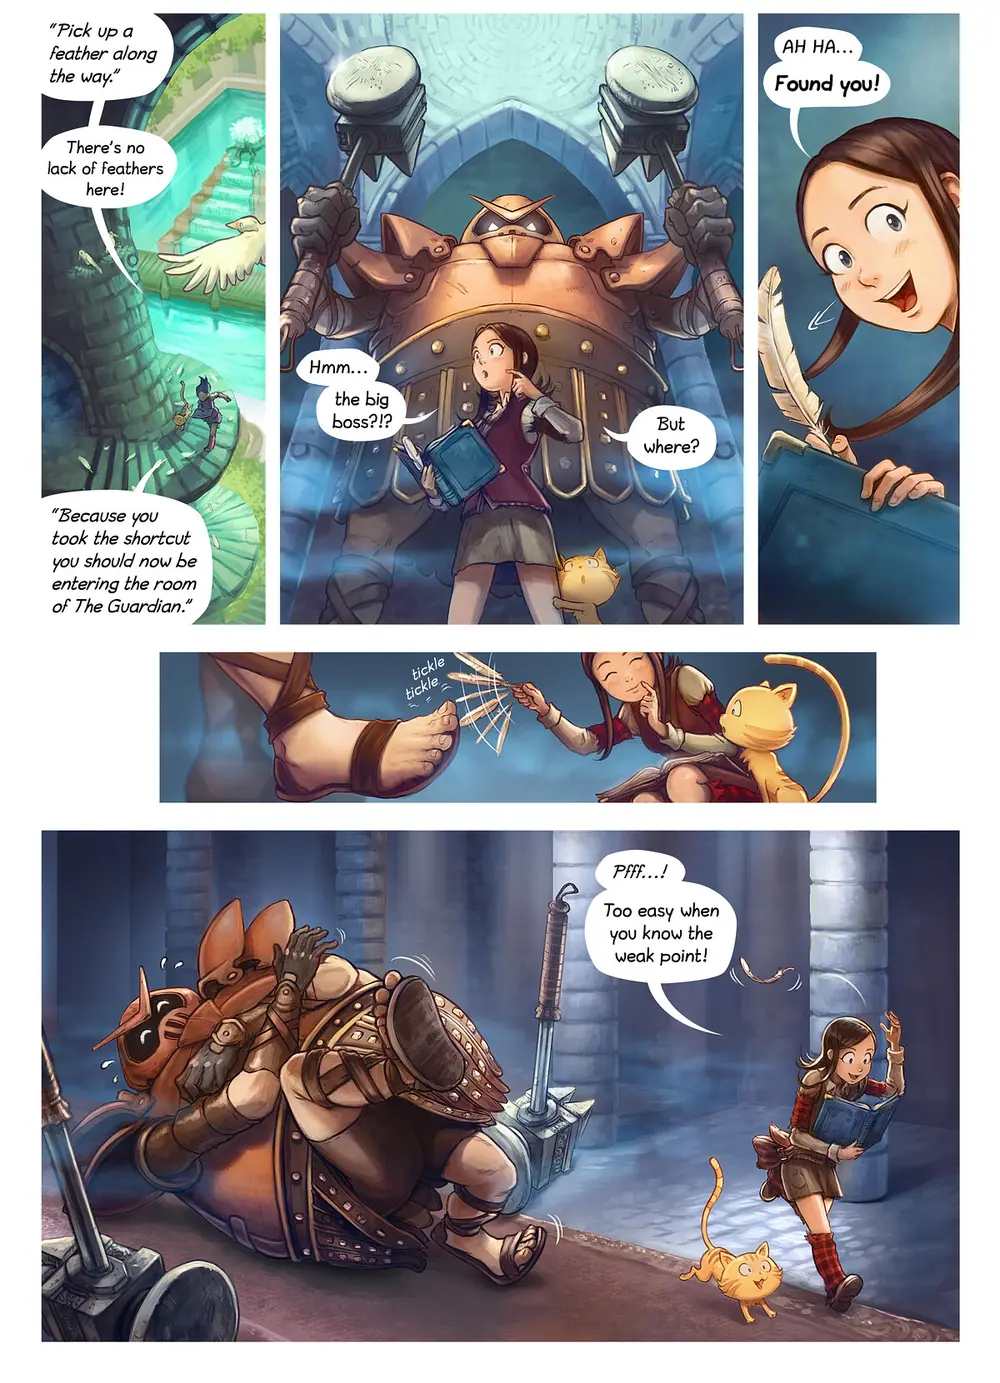 “Pick up a
feather along
the way.”
There's no
lack of feathers
here!
“Because you
took the shortcut
you should now be
entering the room
of The Guardian.”
Hmm...
the big
boss?!?
But
where?
AH HA...
Found you!
tickle
tickle
Pfff...!
Too easy when
you know the
weak point!